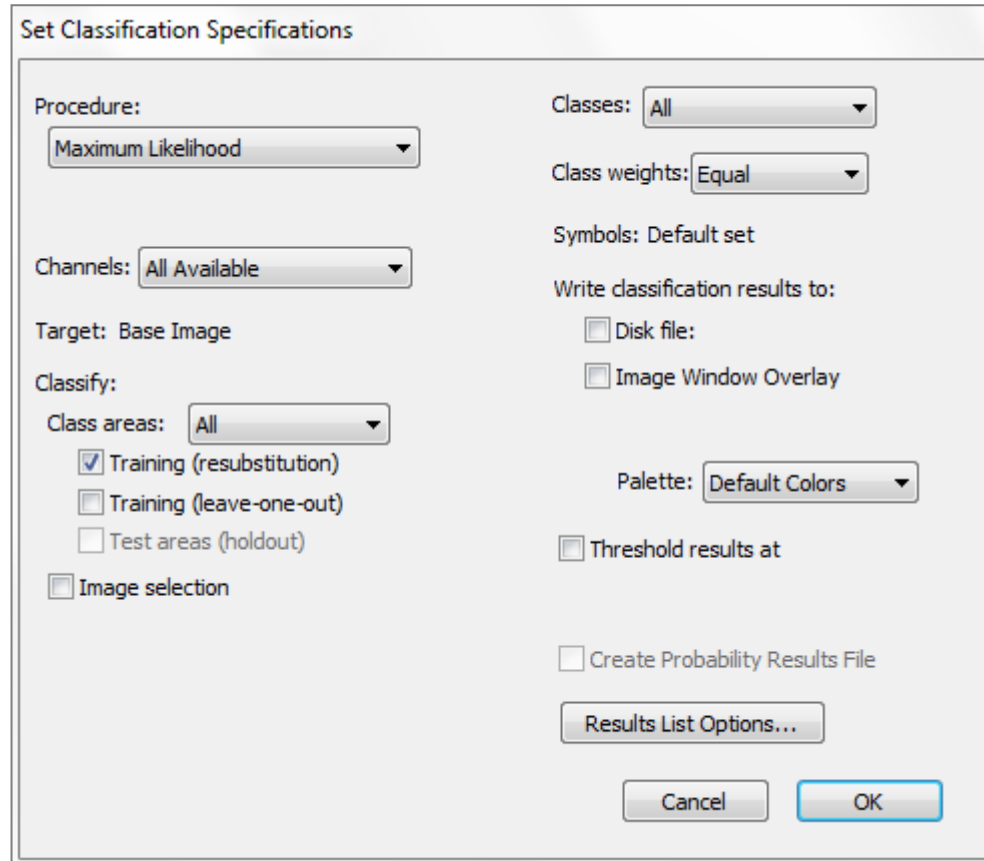 Set Classification Specifications
Procedure:
Maximum Likelihood
Channels: All Available
Target: Base Image
Classify:
Class areas: All
Training (resubstitution)
Training (leave-one-out)
Test areas (holdout)
Image selection
Classes: All
Class weights: Equal
Symbols: Default set
Write classification results to:
Disk file:
Image Window Overlay
Palette: Default Colors
Threshold results at
Create Probability Results File
Results List Options...
Cancel
OK